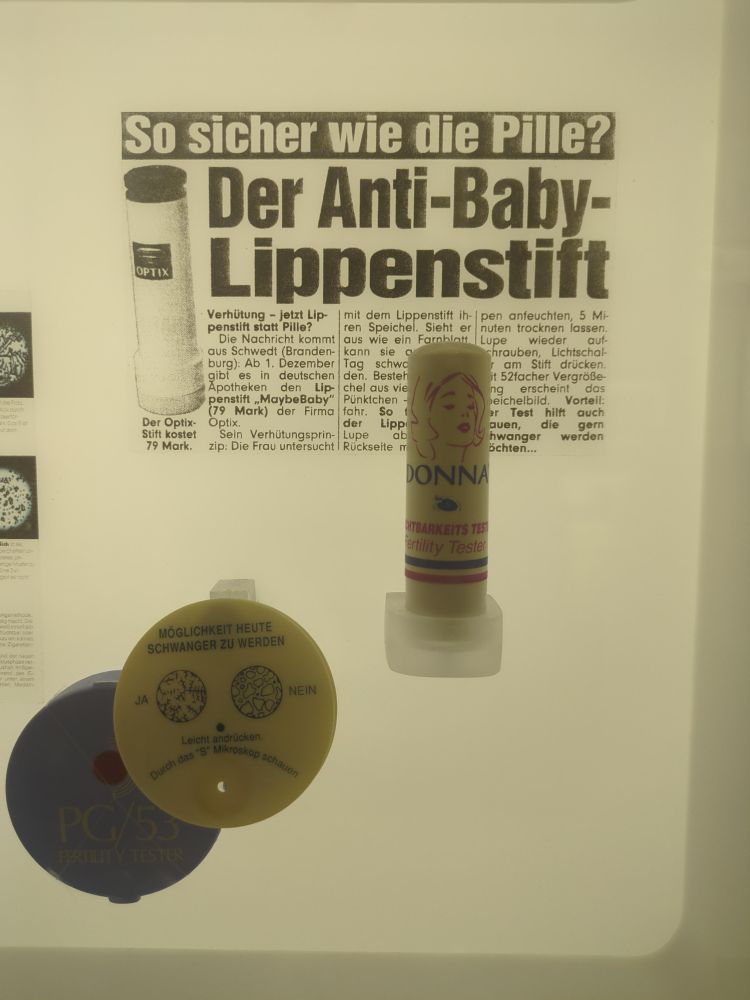 So sicher wie die Pille?
Der Anti-Baby-
Lippenstift
OPTIX
Der Optix-
Stift kostet
79 Mark.
Verhütung – jetzt Lip-
penstift statt Pille?
Die Nachricht kommt
aus Schwedt (Branden-
burg): Ab 1. Dezember
gibt es in deutschen
Apotheken den Lip-
penstift „MaybeBaby“
(79 Mark) der Firma
Optix.
Sein Verhütungsprin-
zip: Die Frau untersucht
mit dem Lippenstift ih-
ren Speichel. Sieht er
aus wie ein Farnblatt,
kann sie
Tag
den.
chel aus
Pünktchen –
fahr. So
der
Lupe
Rückseite
pen anfeuchten, 5 Mi-
nuten trocknen lassen.
Lupe wieder auf-
schrauben, Lichtschal-
am Stift drücken.
52facher Vergröße-
erscheint das
Vorteil:
Test hilft auch
die gern
werden
DONNA
Fertility Tester
MÖGLICHKEIT HEUTE
SCHWANGER ZU WERDEN
JA
NEIN
Leicht andrücken.
Durch das "S" Mikroskop schauen
PG/53
FERTILITY TESTER